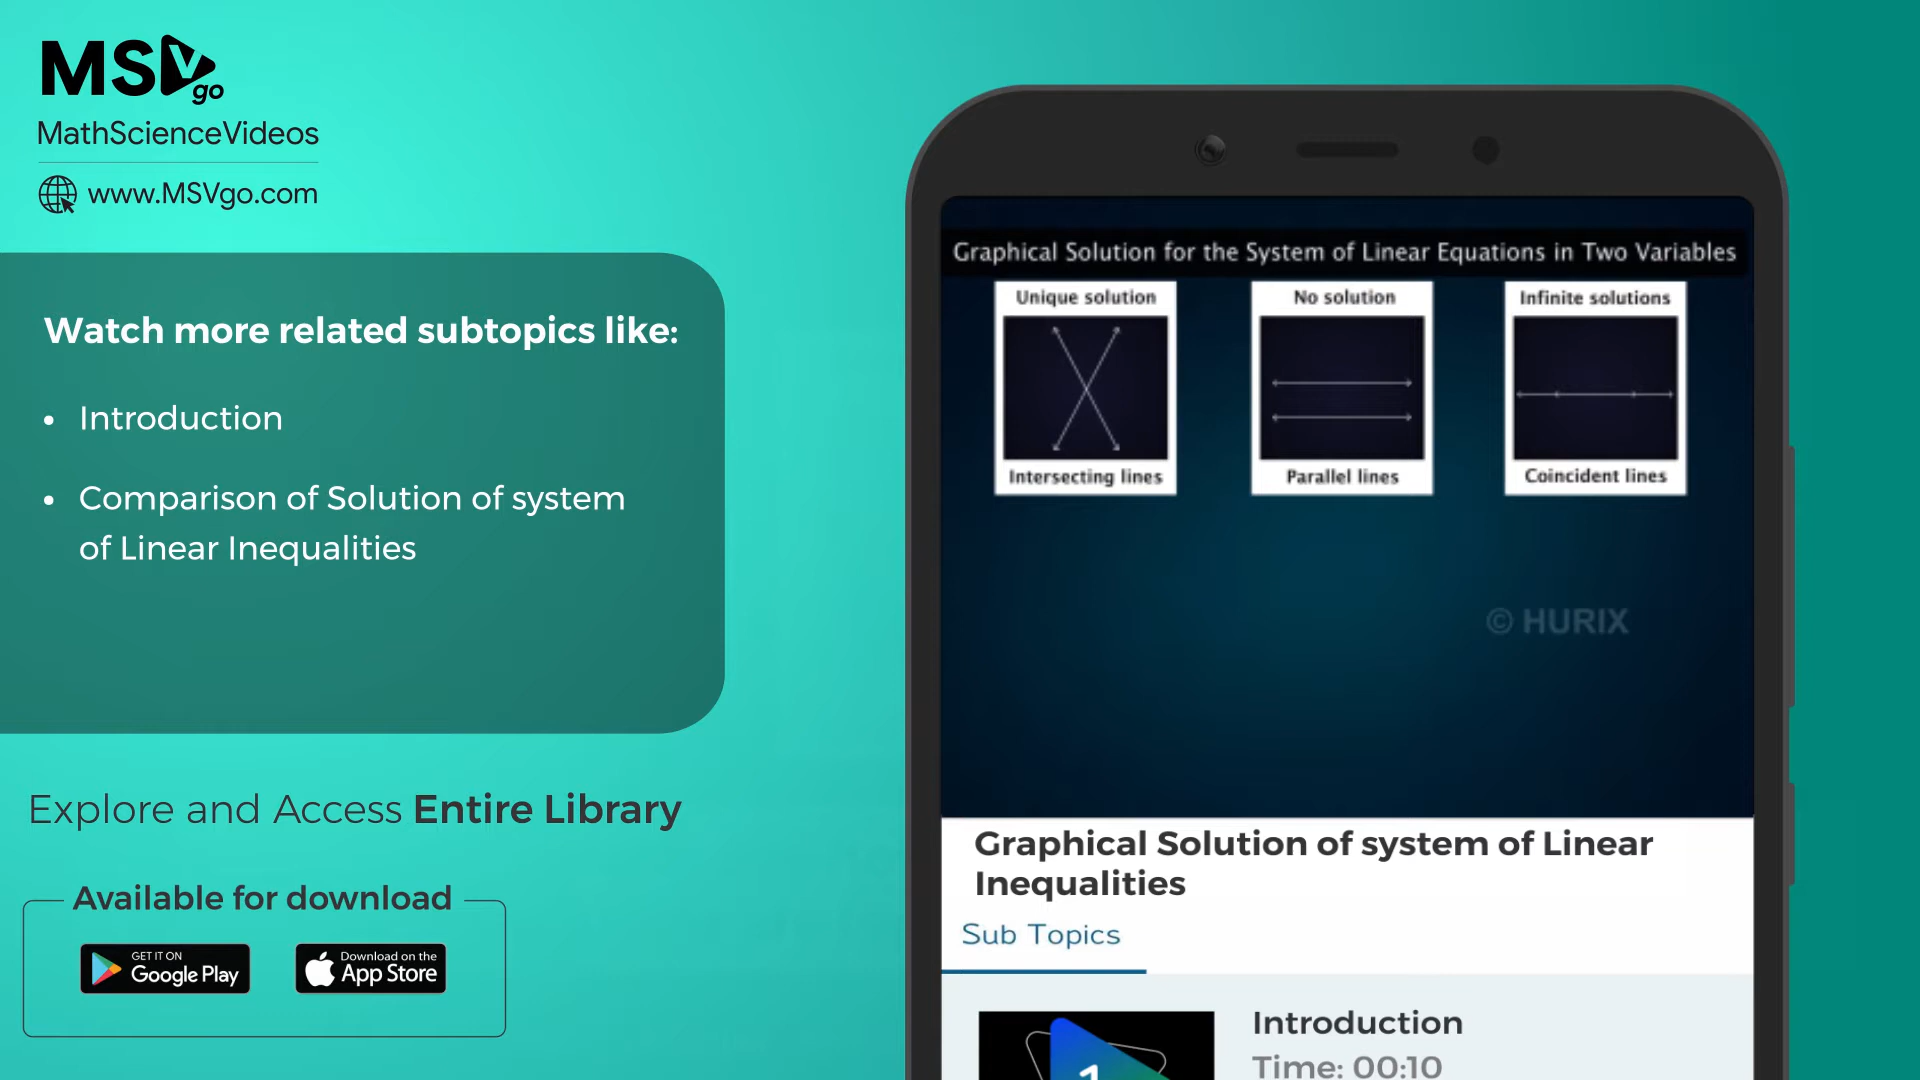 MSV go
MathScienceVideos
www.MSVgo.com
Watch more related subtopics like:
• Introduction
• Comparison of Solution of system
of Linear Inequalities
Explore and Access Entire Library
Available for download
GET IT ON
Google Play
Download on the
App Store
Graphical Solution for the System of Linear Equations in Two Variables
Unique solution
Intersecting lines
No solution
Parallel lines
Infinite solutions
Coincident lines
© HURIX
Graphical Solution of system of Linear
Inequalities
Sub Topics
1
Introduction
Time: 00:10